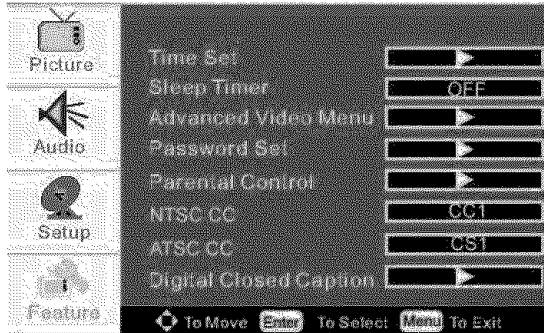 Picture
Audio
Setup
Feature
Time Set
Sleep Timer OFF
Advanced Video Menu
Password Set
Parental Control
NTSC CC CC1
ATSC CC CS1
Digital Closed Caption
To Move Enter To Select Menu To Exit